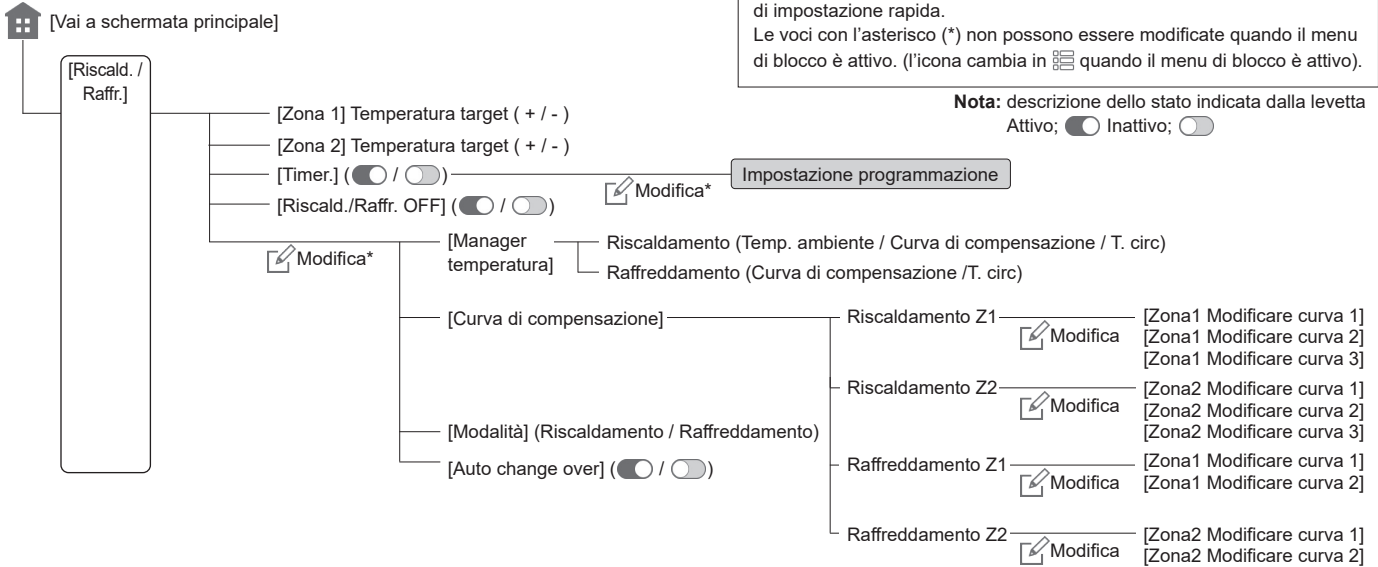 [Vai a schermata principale]
di impostazione rapida.
Le voci con l'asterisco (*) non possono essere modificate quando il menu
di blocco è attivo. (l'icona cambia in quando il menu di blocco è attivo).
Nota: descrizione dello stato indicata dalla levetta
Attivo; Inattivo;
[Riscald. /
Raffr.]
[Zona 1] Temperatura target ( + / - )
[Zona 2] Temperatura target ( + / - )
[Timer.] ( / )
Modifica*
Impostazione programmazione
[Riscald./Raffr. OFF] ( / )
Modifica*
[Manager
temperatura]
Riscaldamento (Temp. ambiente / Curva di compensazione / T. circ)
Raffreddamento (Curva di compensazione /T. circ)
[Curva di compensazione]
Riscaldamento Z1
Modifica
[Zona1 Modificare curva 1]
[Zona1 Modificare curva 2]
[Zona1 Modificare curva 3]
Riscaldamento Z2
Modifica
[Zona2 Modificare curva 1]
[Zona2 Modificare curva 2]
[Zona2 Modificare curva 3]
[Modalità] (Riscaldamento / Raffreddamento)
[Auto change over] ( / )
Raffreddamento Z1
Modifica
[Zona1 Modificare curva 1]
[Zona1 Modificare curva 2]
Raffreddamento Z2
Modifica
[Zona2 Modificare curva 1]
[Zona2 Modificare curva 2]